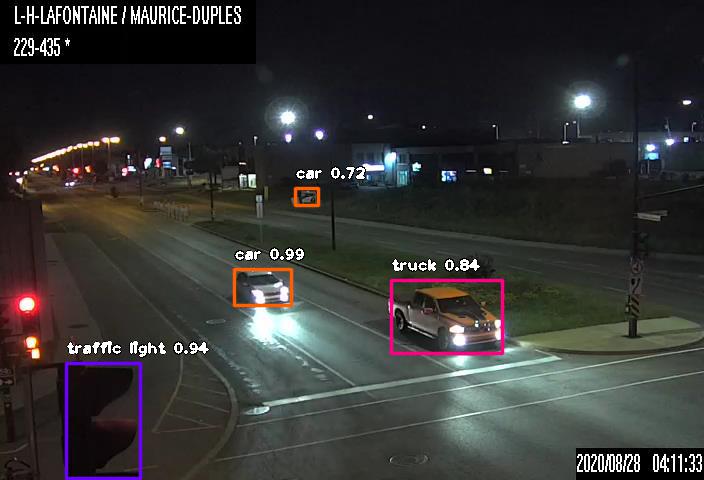 L-H-LAFONTAINE / MAURICE-DUPLES
229-435 *
car 0.72
car 0.99
truck 0.84
traffic light 0.94
2020/08/28 04:11:33